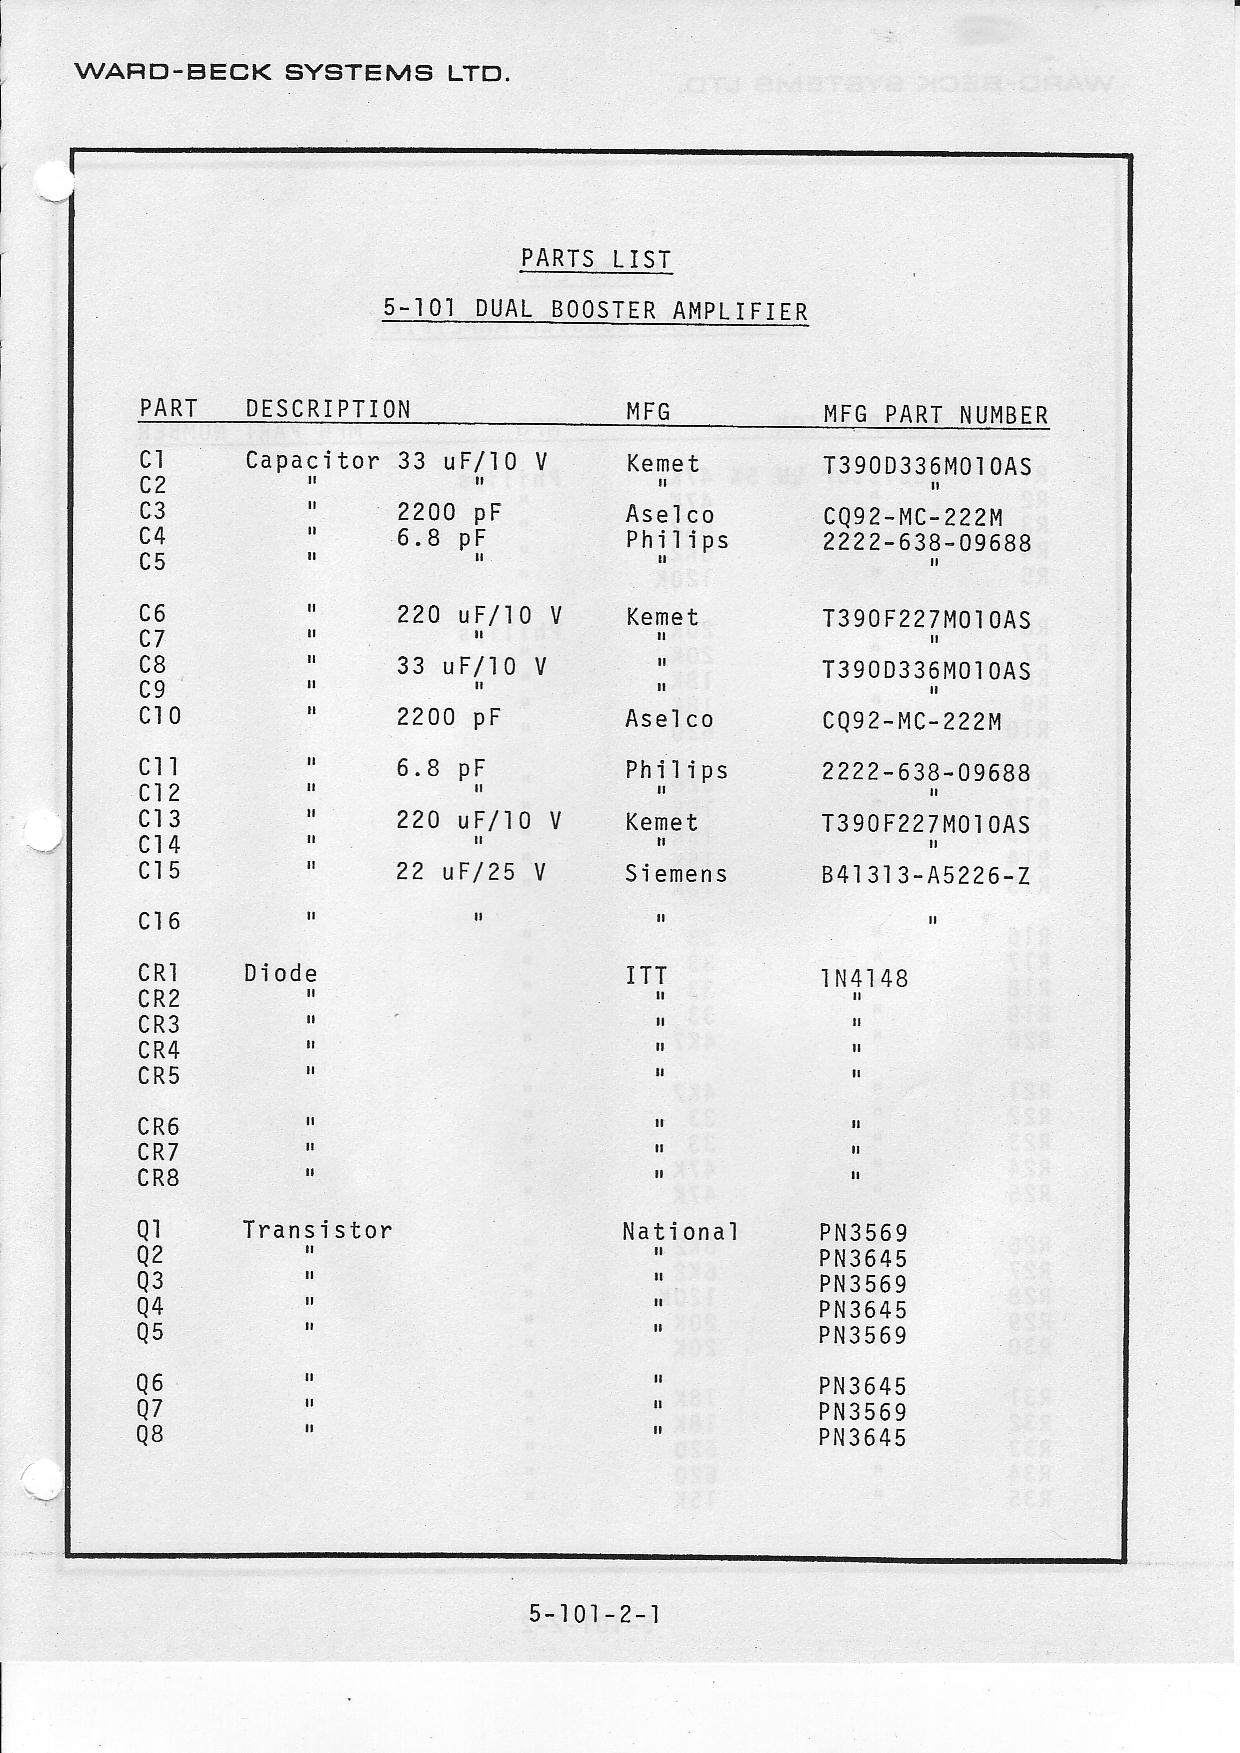 WARD-BECK SYSTEMS LTD.
PARTS LIST
5-101 DUAL BOOSTER AMPLIFIER
PART DESCRIPTION MFG MFG PART NUMBER
C1 Capacitor 33 uF/10 V Kemet T390D336M010AS
C2 " " " "
C3 " 2200 pF Aselco CQ92-MC-222M
C4 " 6.8 pF Philips 2222-638-09688
C5 " " " "
C6 " 220 uF/10 V Kemet T390F227M010AS
C7 " " " "
C8 " 33 uF/10 V " T390D336M010AS
C9 " " " "
C10 " 2200 pF Aselco CQ92-MC-222M
C11 " 6.8 pF Philips 2222-638-09688
C12 " " " "
C13 " 220 uF/10 V Kemet T390F227M010AS
C14 " " " "
C15 " 22 uF/25 V Siemens B41313-A5226-Z
C16 " " " "
CR1 Diode ITT 1N4148
CR2 " " "
CR3 " " "
CR4 " " "
CR5 " " "
CR6 " " "
CR7 " " "
CR8 " " "
Q1 Transistor National PN3569
Q2 " " PN3645
Q3 " " PN3569
Q4 " " PN3645
Q5 " " PN3569
Q6 " " PN3645
Q7 " " PN3569
Q8 " " PN3645
5-101-2-1